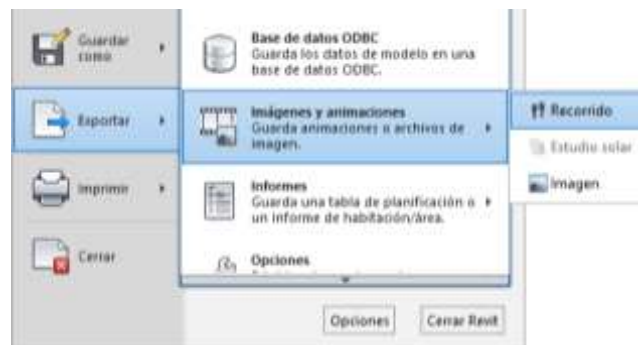 Guardar
como
Exportar
Imprimir
Cerrar
Base de datos ODBC
Guarda los datos de modelo en una
base de datos ODBC.
Imágenes y animaciones
Guarda animaciones o archivos de
imagen.
Informes
Guarda una tabla de planificación o
un informe de habitación/área.
Opciones
Recorrido
Estudio solar
Imagen
Opciones
Cerrar Revit